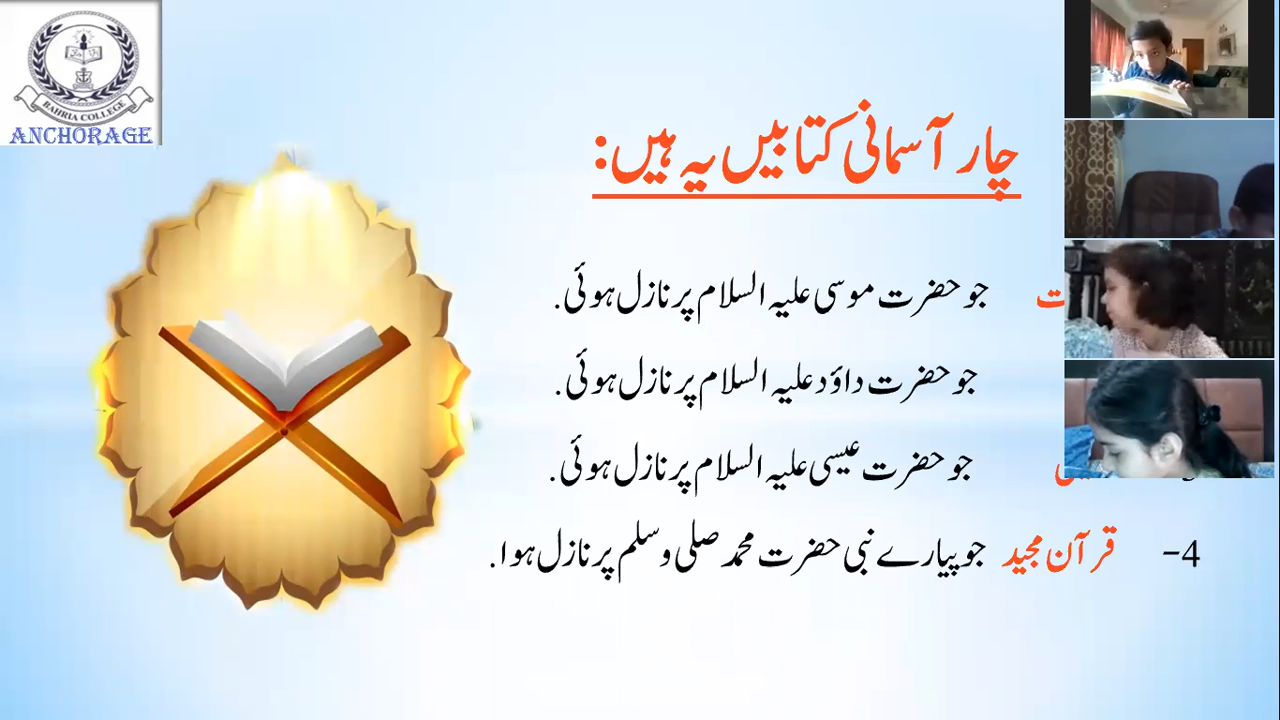 BAHRIA COLLEGE
ANCHORAGE
چار آسمانی کتابیں یہ ہیں:
جو حضرت موسی علیہ السلام پر نازل ہوئی.
جو حضرت داؤد علیہ السلام پر نازل ہوئی.
جو حضرت عیسی علیہ السلام پر نازل ہوئی.
4- قرآن مجید جو پیارے نبی حضرت محمد صلی وسلم پر نازل ہوا.